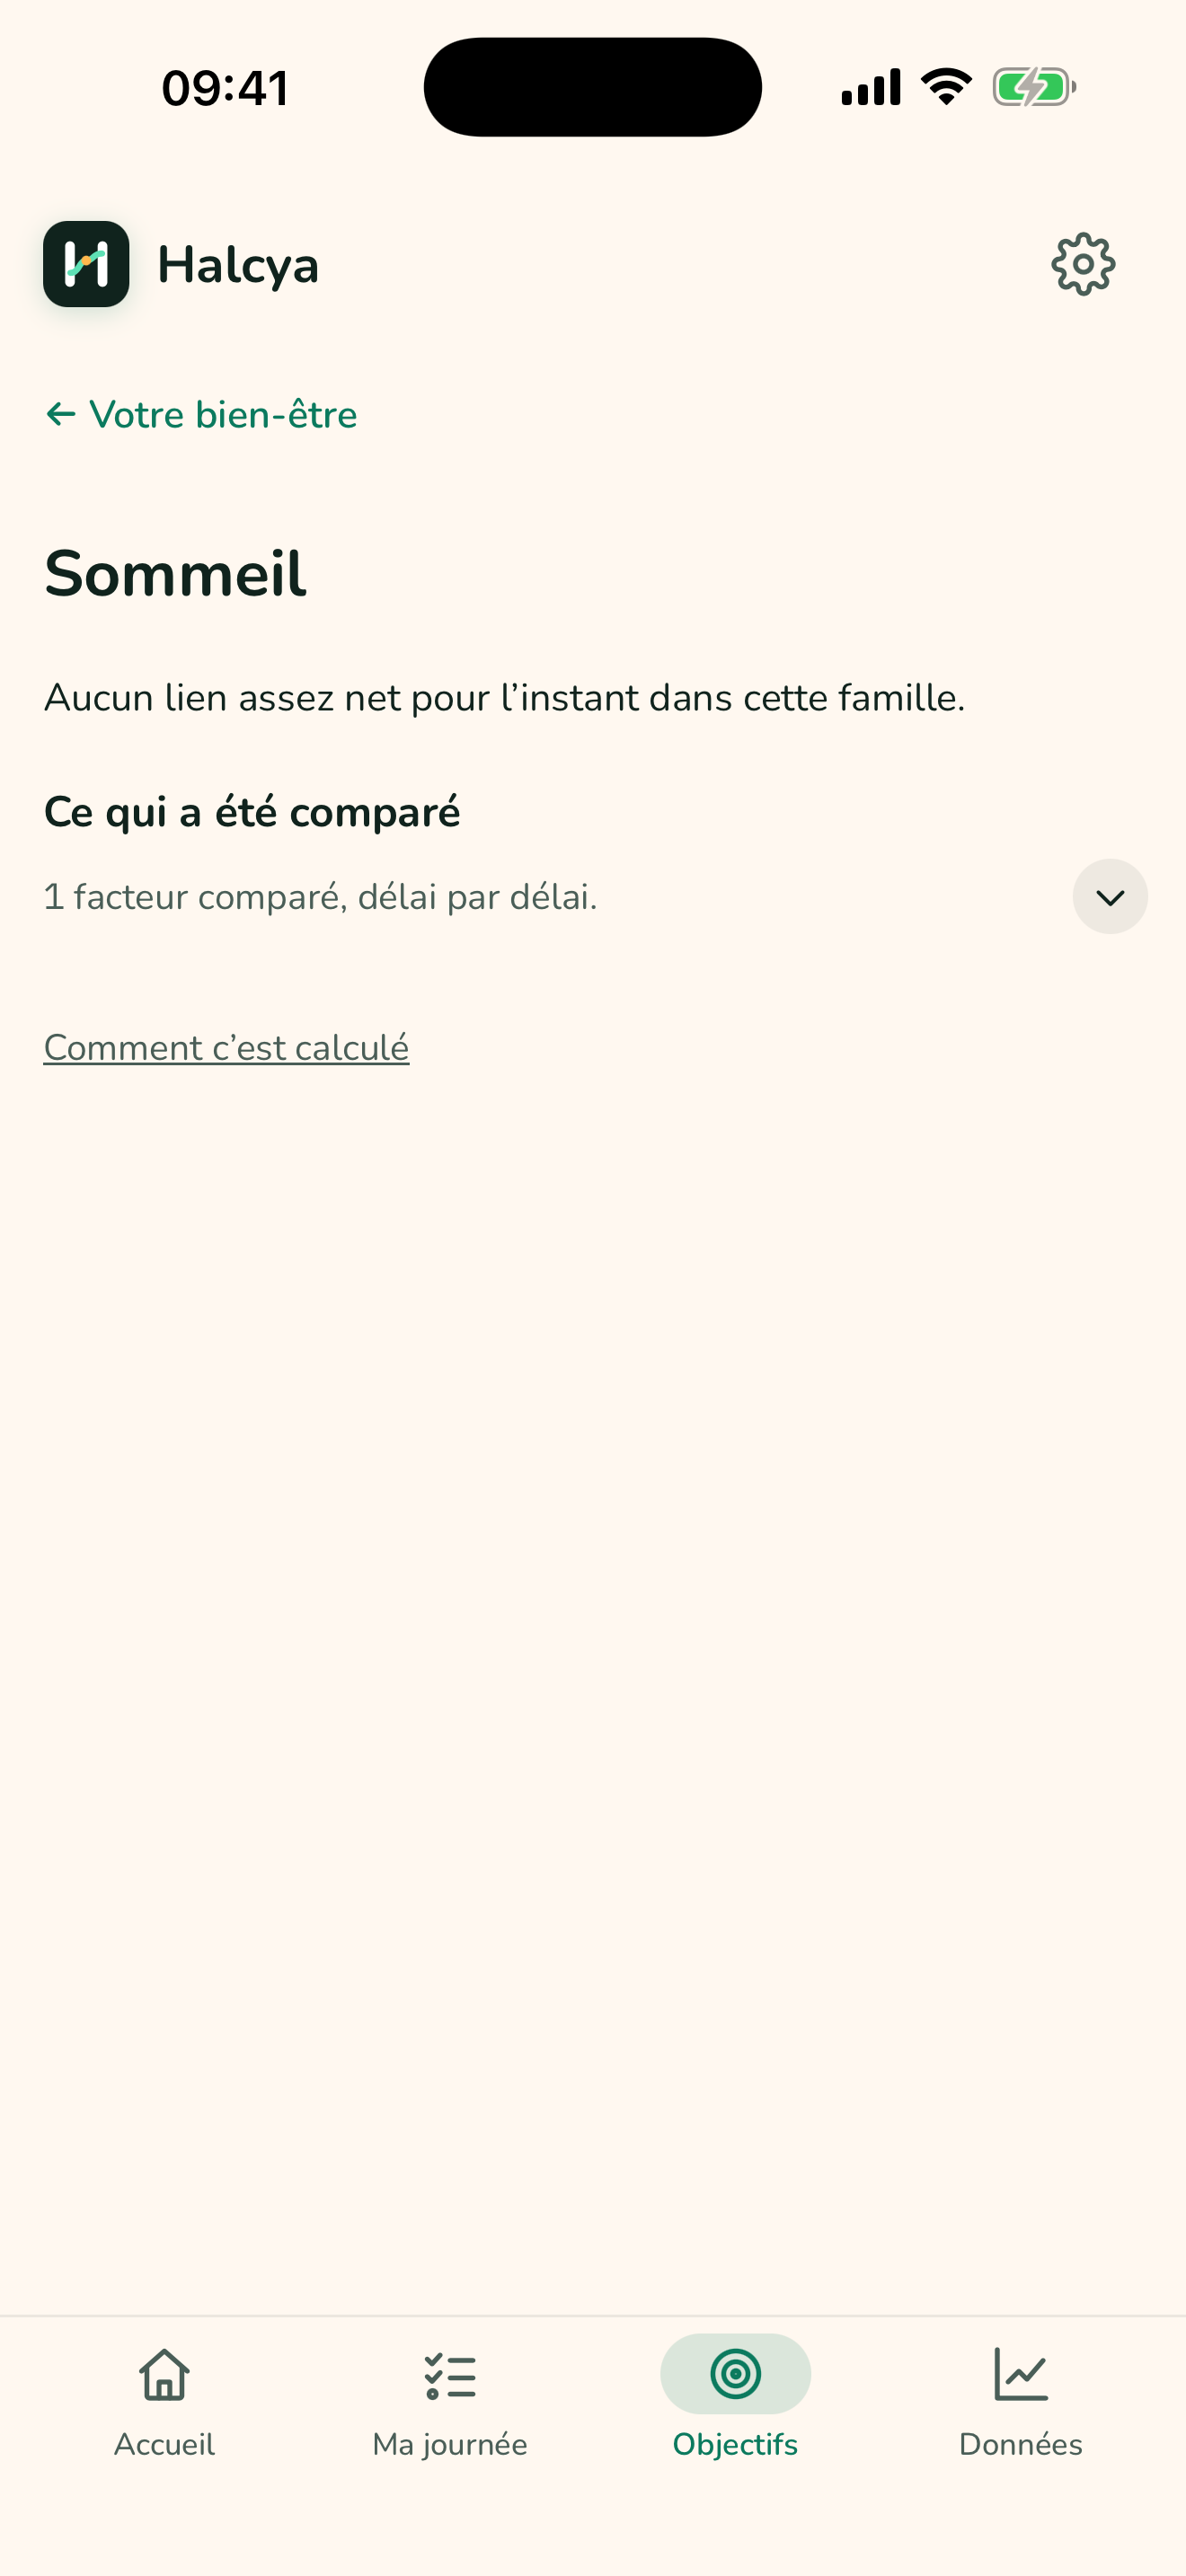 09:41
Halcya
← Votre bien-être
Sommeil
Aucun lien assez net pour l’instant dans cette famille.
Ce qui a été comparé
1 facteur comparé, délai par délai.
Comment c’est calculé
Accueil
Ma journée
Objectifs
Données